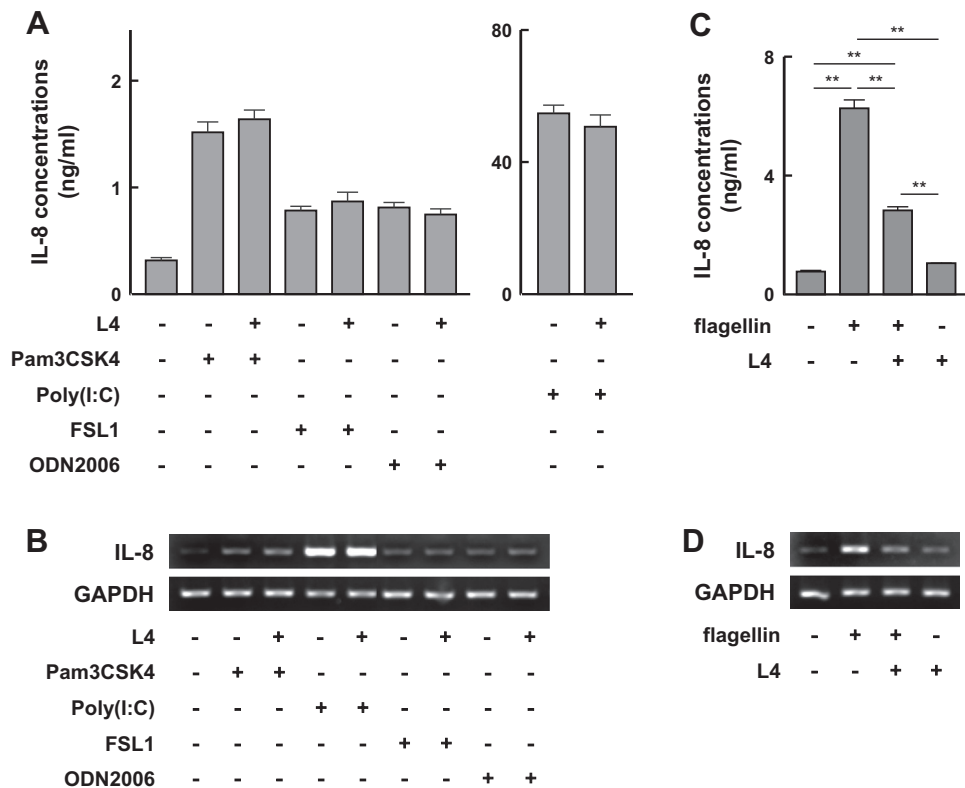 A
IL-8 concentrations
(ng/ml)
2
1
0
80
40
0
L4 - - + - + - + - +
Pam3CSK4 - + + - - - - - -
Poly(I:C) - - - - - - - + +
FSL1 - - - + + - - - -
ODN2006 - - - - - + + - -
C
IL-8 concentrations
(ng/ml)
8
4
0
**
**
** **
**
flagellin - + + -
L4 - - + +
B
IL-8
GAPDH
L4 - - + - + - + - +
Pam3CSK4 - + + - - - - - -
Poly(I:C) - - - + + - - - -
FSL1 - - - - - + + - -
ODN2006 - - - - - - - + +
D
IL-8
GAPDH
flagellin - + + -
L4 - - + +